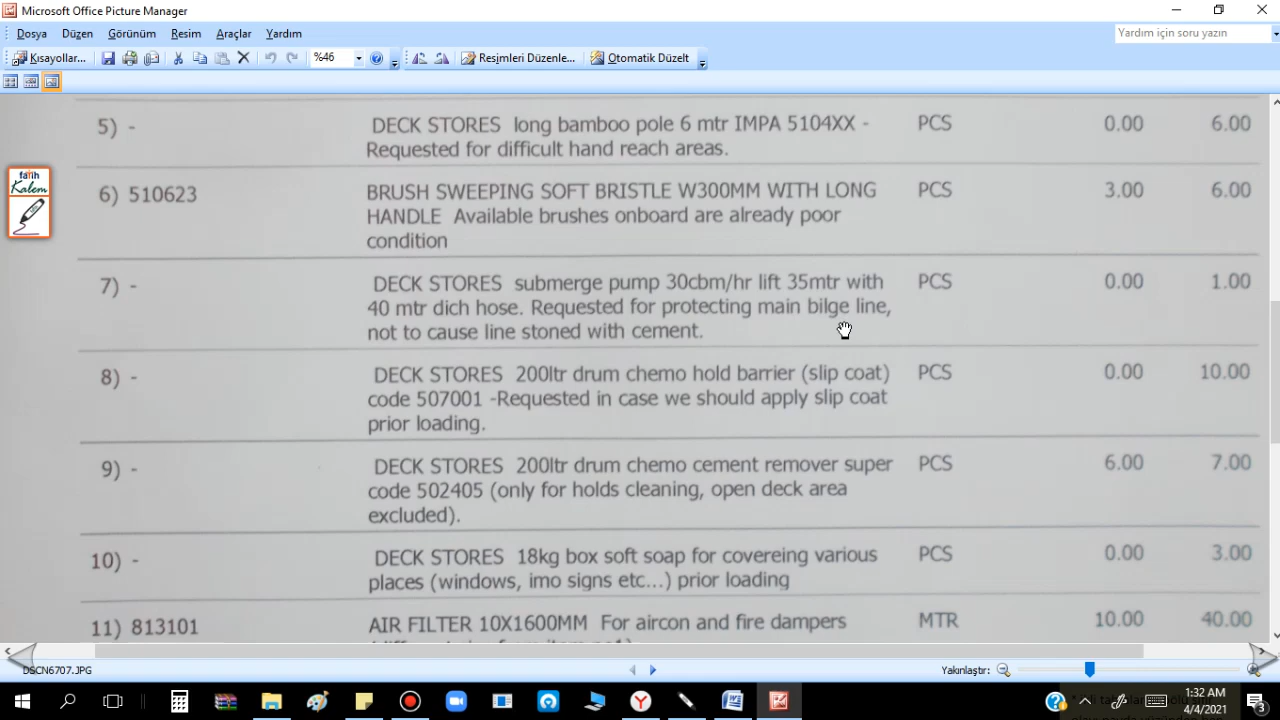 Microsoft Office Picture Manager
Dosya Düzen Görünüm Resim Araçlar Yardım
Yardım için soru yazın
Kısayollar... %46 Resimleri Düzenle... Otomatik Düzelt
5) - DECK STORES long bamboo pole 6 mtr IMPA 5104XX - PCS 0.00 6.00
Requested for difficult hand reach areas.
fatih
Kalem
6) 510623 BRUSH SWEEPING SOFT BRISTLE W300MM WITH LONG PCS 3.00 6.00
HANDLE Available brushes onboard are already poor
condition
7) - DECK STORES submerge pump 30cbm/hr lift 35mtr with PCS 0.00 1.00
40 mtr dich hose. Requested for protecting main bilge line,
not to cause line stoned with cement.
8) - DECK STORES 200ltr drum chemo hold barrier (slip coat) PCS 0.00 10.00
code 507001 -Requested in case we should apply slip coat
prior loading.
9) - DECK STORES 200ltr drum chemo cement remover super PCS 6.00 7.00
code 502405 (only for holds cleaning, open deck area
excluded).
10) - DECK STORES 18kg box soft soap for covereing various PCS 0.00 3.00
places (windows, imo signs etc...) prior loading
11) 813101 AIR FILTER 10X1600MM For aircon and fire dampers MTR 10.00 40.00
DSCN6707.JPG
Yakınlaştır:
1:32 AM
4/4/2021
3